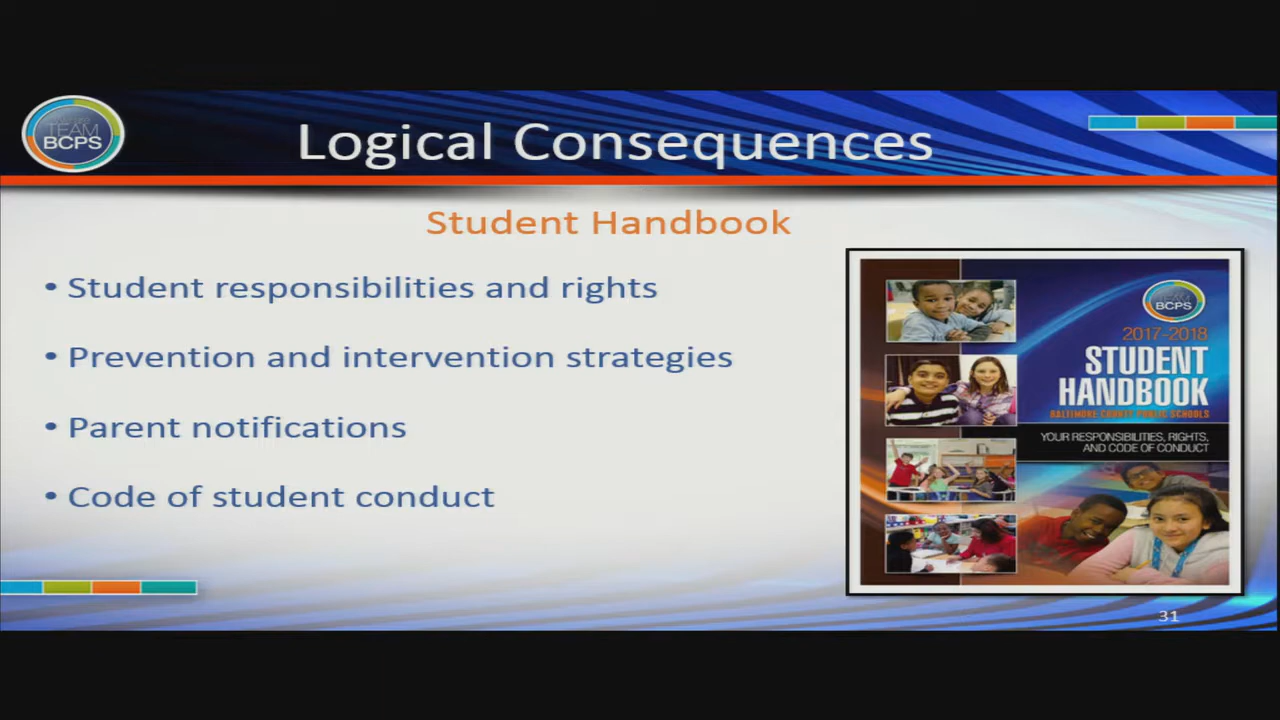 TEAM
BCPS
Logical Consequences
Student Handbook
• Student responsibilities and rights
• Prevention and intervention strategies
• Parent notifications
• Code of student conduct
TEAM
BCPS
2017-2018
STUDENT
HANDBOOK
BALTIMORE COUNTY PUBLIC SCHOOLS
YOUR RESPONSIBILITIES, RIGHTS,
AND CODE OF CONDUCT
31